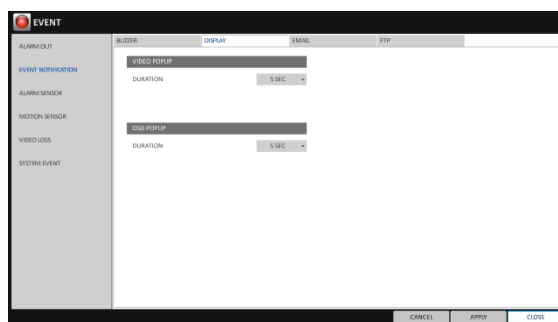 EVENT
BUZZER DISPLAY EMAIL FTP
ALARM OUT
EVENT NOTIFICATION
ALARM SENSOR
MOTION SENSOR
VIDEO LOSS
SYSTEM EVENT
VIDEO POPUP
DURATION 5 SEC
OSD POPUP
DURATION 5 SEC
CANCEL APPLY CLOSE